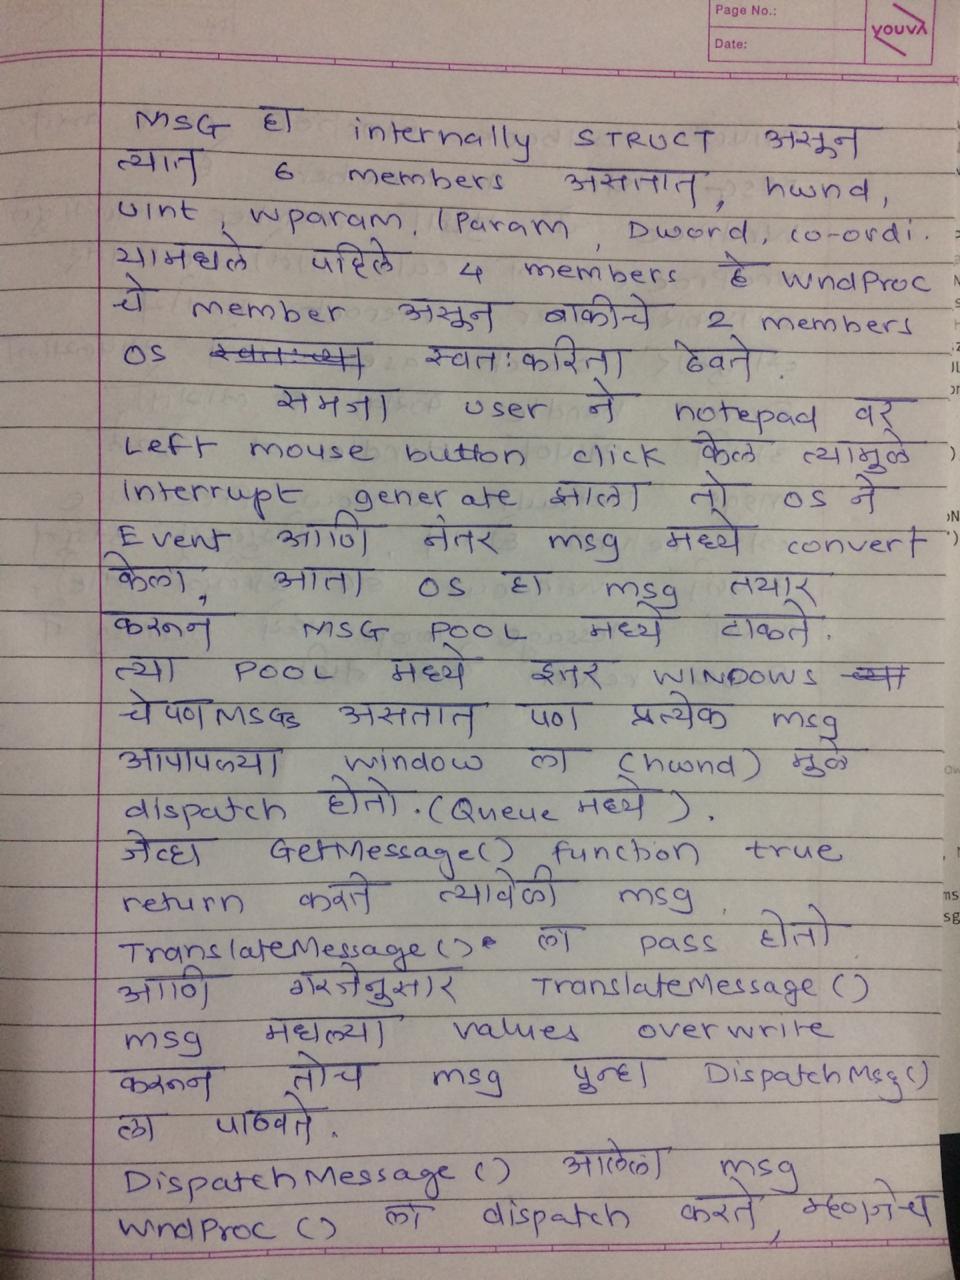 Page No.:
Date:
YOUVA
MSG हा internally STRUCT असून
त्यात 6 members असतात, hwnd,
uint, wparam, lParam, Dword, co-ordi.
यामधले पहिले 4 members हे WndProc
चे member असून बाकीचे 2 members
OS स्वतःच्या स्वतःकरिता ठेवते.
समजा user ने notepad वर
Left mouse button click केलं त्यामुळे
Interrupt generate झाला तो OS ने
Event आणि नंतर msg मध्ये convert
केला, आता OS हा msg तयार
करून MSG POOL मध्ये टाकते.
त्या POOL मध्ये इतर WINDOWS च्या
चे पण MSGs असतात पण प्रत्येक msg
आपापल्या window ला (hwnd) मुळे
dispatch होतो. (Queue मध्ये).
जेव्हा GetMessage() function true
return करते त्यावेळी msg
TranslateMessage() ला pass होतो
आणि गरजेनुसार TranslateMessage()
msg मधल्या values overwrite
करून तोच msg पुन्हा DispatchMsg()
ला पाठवते.
DispatchMessage() आलेला msg
WndProc() ला dispatch करते, म्हणजेच